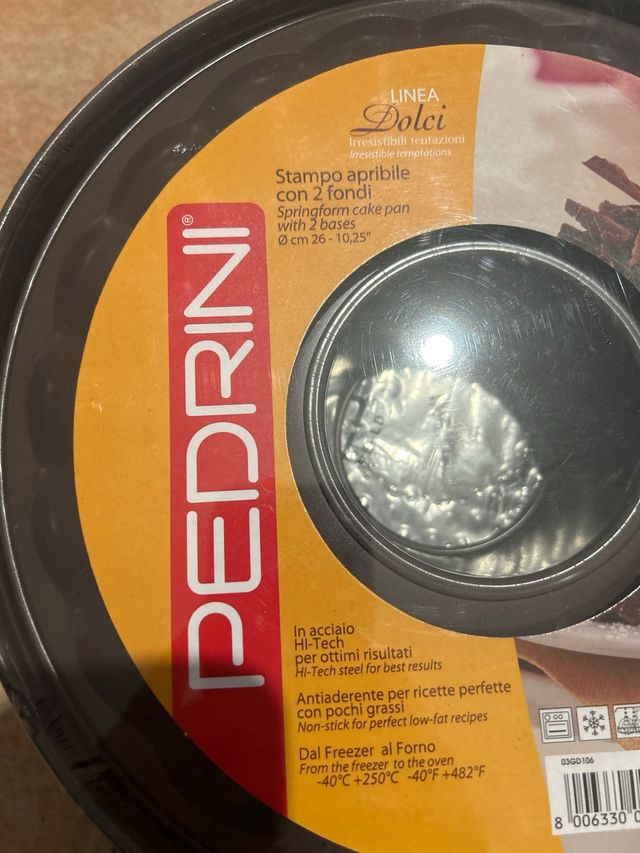 LINEA
Dolci
Irresistibili tentazioni
Irresistible temptations
Stampo apribile
con 2 fondi
Springform cake pan
with 2 bases
Ø cm 26 - 10,25"
PEDRINI®
In acciaio
HI-Tech
per ottimi risultati
HI-Tech steel for best results
Antiaderente per ricette perfette
con pochi grassi
Non-stick for perfect low-fat recipes
Dal Freezer al Forno
From the freezer to the oven
-40°C +250°C -40°F +482°F
03GD106
8 006330 0